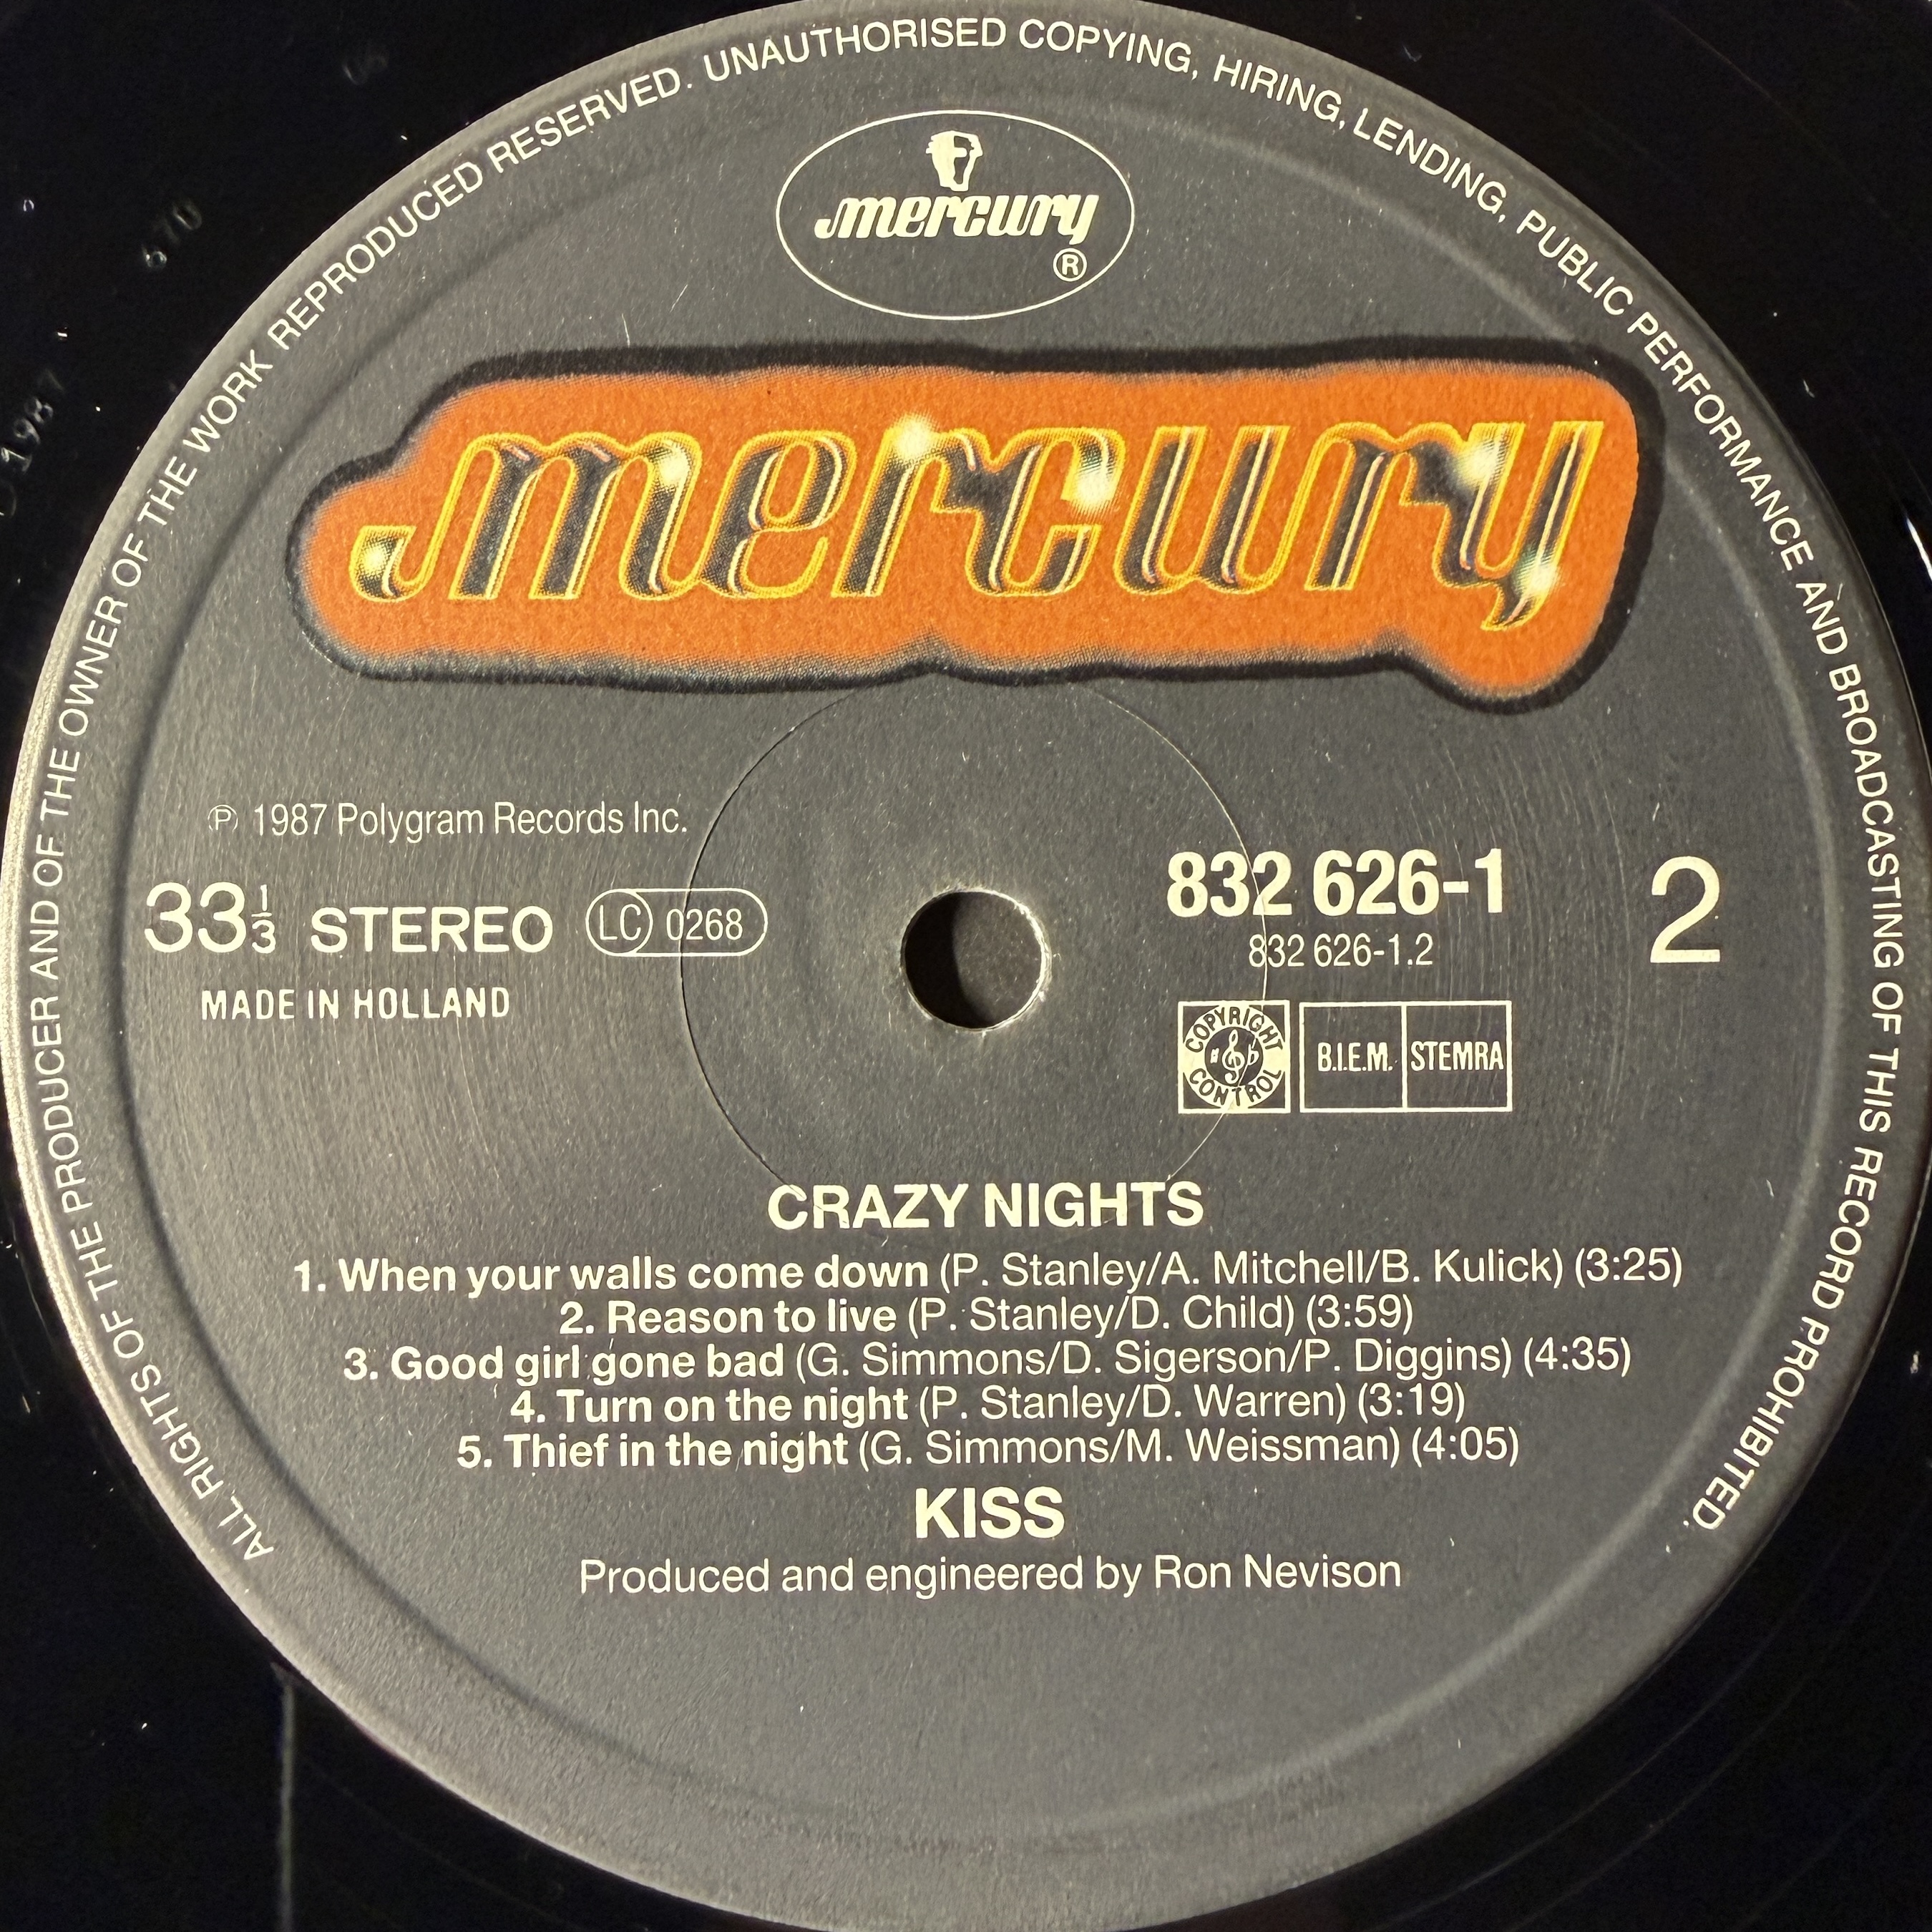 ALL RIGHTS OF THE PRODUCER AND OF THE OWNER OF THE WORK REPRODUCED RESERVED. UNAUTHORISED COPYING, HIRING, LENDING, PUBLIC PERFORMANCE AND BROADCASTING OF THIS RECORD PROHIBITED.
mercury
®
mercury
℗ 1987 Polygram Records Inc.
33⅓ STEREO LC 0268
MADE IN HOLLAND
832 626-1
832 626-1.2
2
COPYRIGHT CONTROL
B.I.E.M. STEMRA
CRAZY NIGHTS
1. When your walls come down (P. Stanley/A. Mitchell/B. Kulick) (3:25)
2. Reason to live (P. Stanley/D. Child) (3:59)
3. Good girl gone bad (G. Simmons/D. Sigerson/P. Diggins) (4:35)
4. Turn on the night (P. Stanley/D. Warren) (3:19)
5. Thief in the night (G. Simmons/M. Weissman) (4:05)
KISS
Produced and engineered by Ron Nevison
1987
670